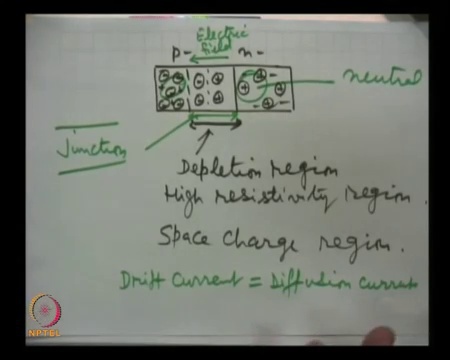 Electric
field
p- n-
neutral
Junction
Depletion region
High resistivity region.
Space Charge region.
Drift Current = Diffusion Current
NPTEL